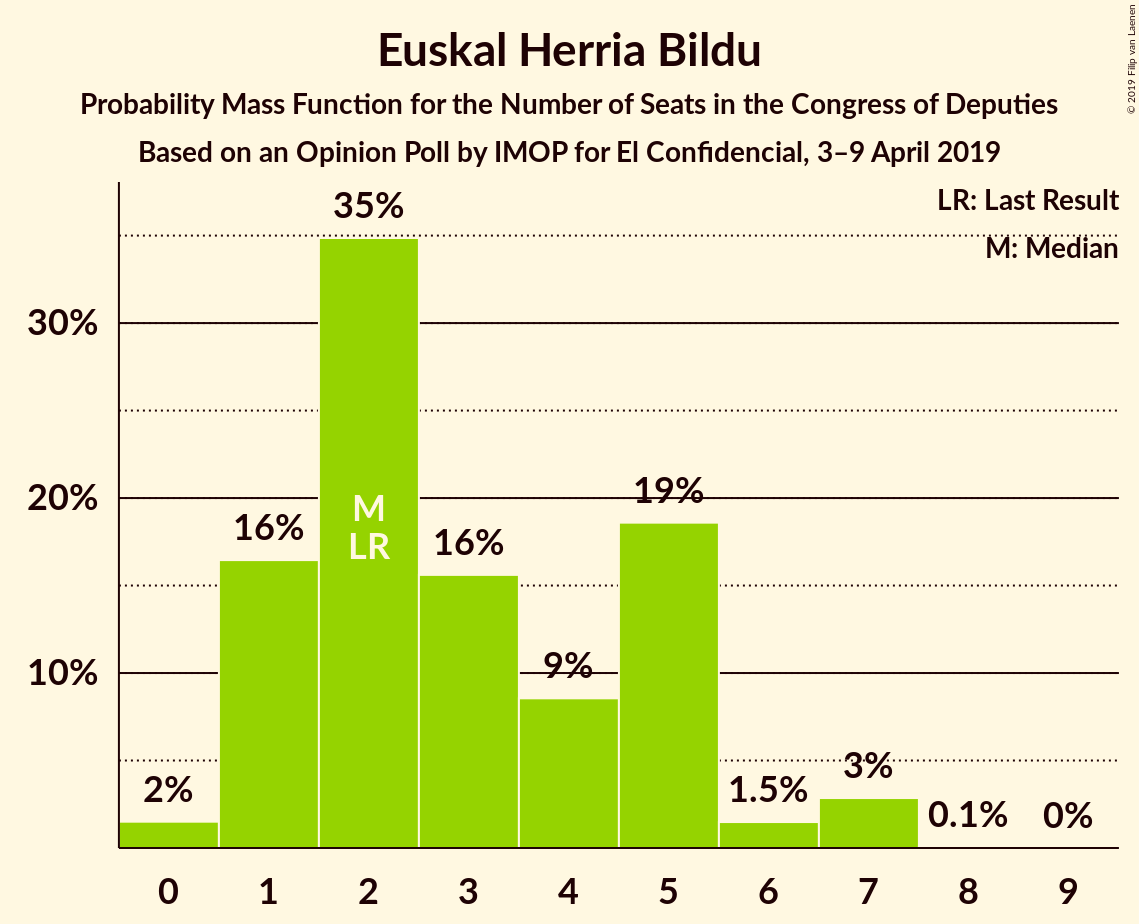 Euskal Herria Bildu
Probability Mass Function for the Number of Seats in the Congress of Deputies
Based on an Opinion Poll by IMOP for El Confidencial, 3–9 April 2019
© 2019 Filip van Laenen
LR: Last Result
M: Median
35%
30%
20%
19%
M
16%
LR
16%
10%
9%
2%
1.5%
3%
0.1%
0%
0 1 2 3 4 5 6 7 8 9